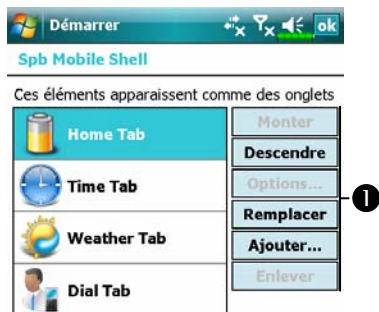 Démarrer
ok
Spb Mobile Shell
Ces éléments apparaissent comme des onglets
Home Tab
Time Tab
Weather Tab
Dial Tab
Monter
Descendre
Options...
Remplacer
Ajouter...
Enlever
1